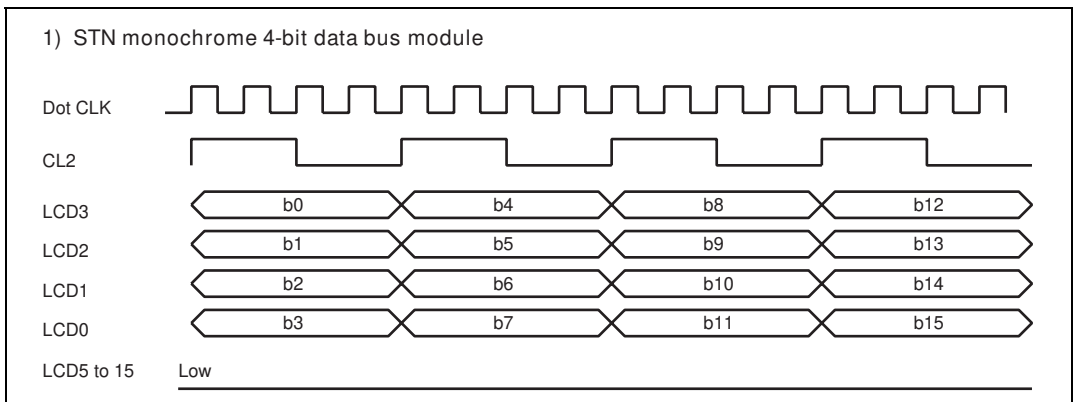 1) STN monochrome 4-bit data bus module
Dot CLK
CL2
LCD3 b0 b4 b8 b12
LCD2 b1 b5 b9 b13
LCD1 b2 b6 b10 b14
LCD0 b3 b7 b11 b15
LCD5 to 15 Low